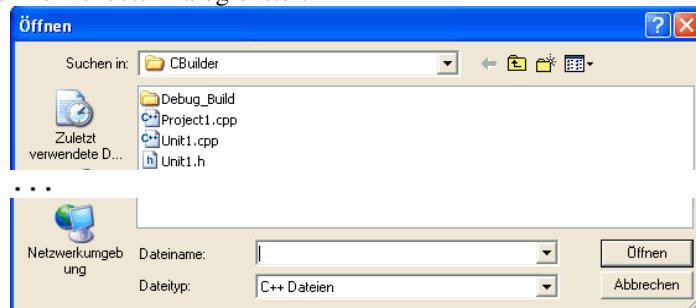 Öffnen
Suchen in: CBuilder
Debug_Build
Project1.cpp
Unit1.cpp
Unit1.h
Zuletzt
verwendete D...
. . .
Netzwerkumgeb
ung
Dateiname: Öffnen
Dateityp: C++ Dateien Abbrechen